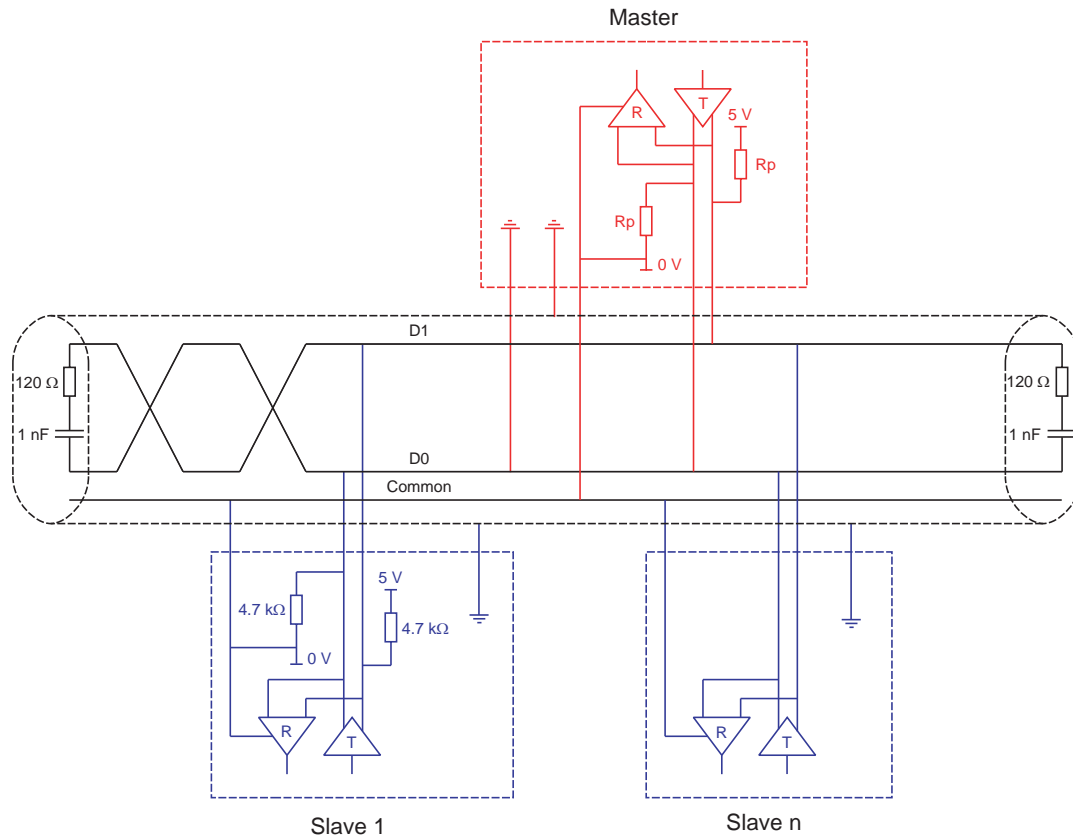 Master
R
T
5 V
Rp
Rp
0 V
D1
120 Ω
120 Ω
1 nF
1 nF
D0
Common
5 V
4.7 kΩ
4.7 kΩ
0 V
R
T
R
T
Slave 1
Slave n